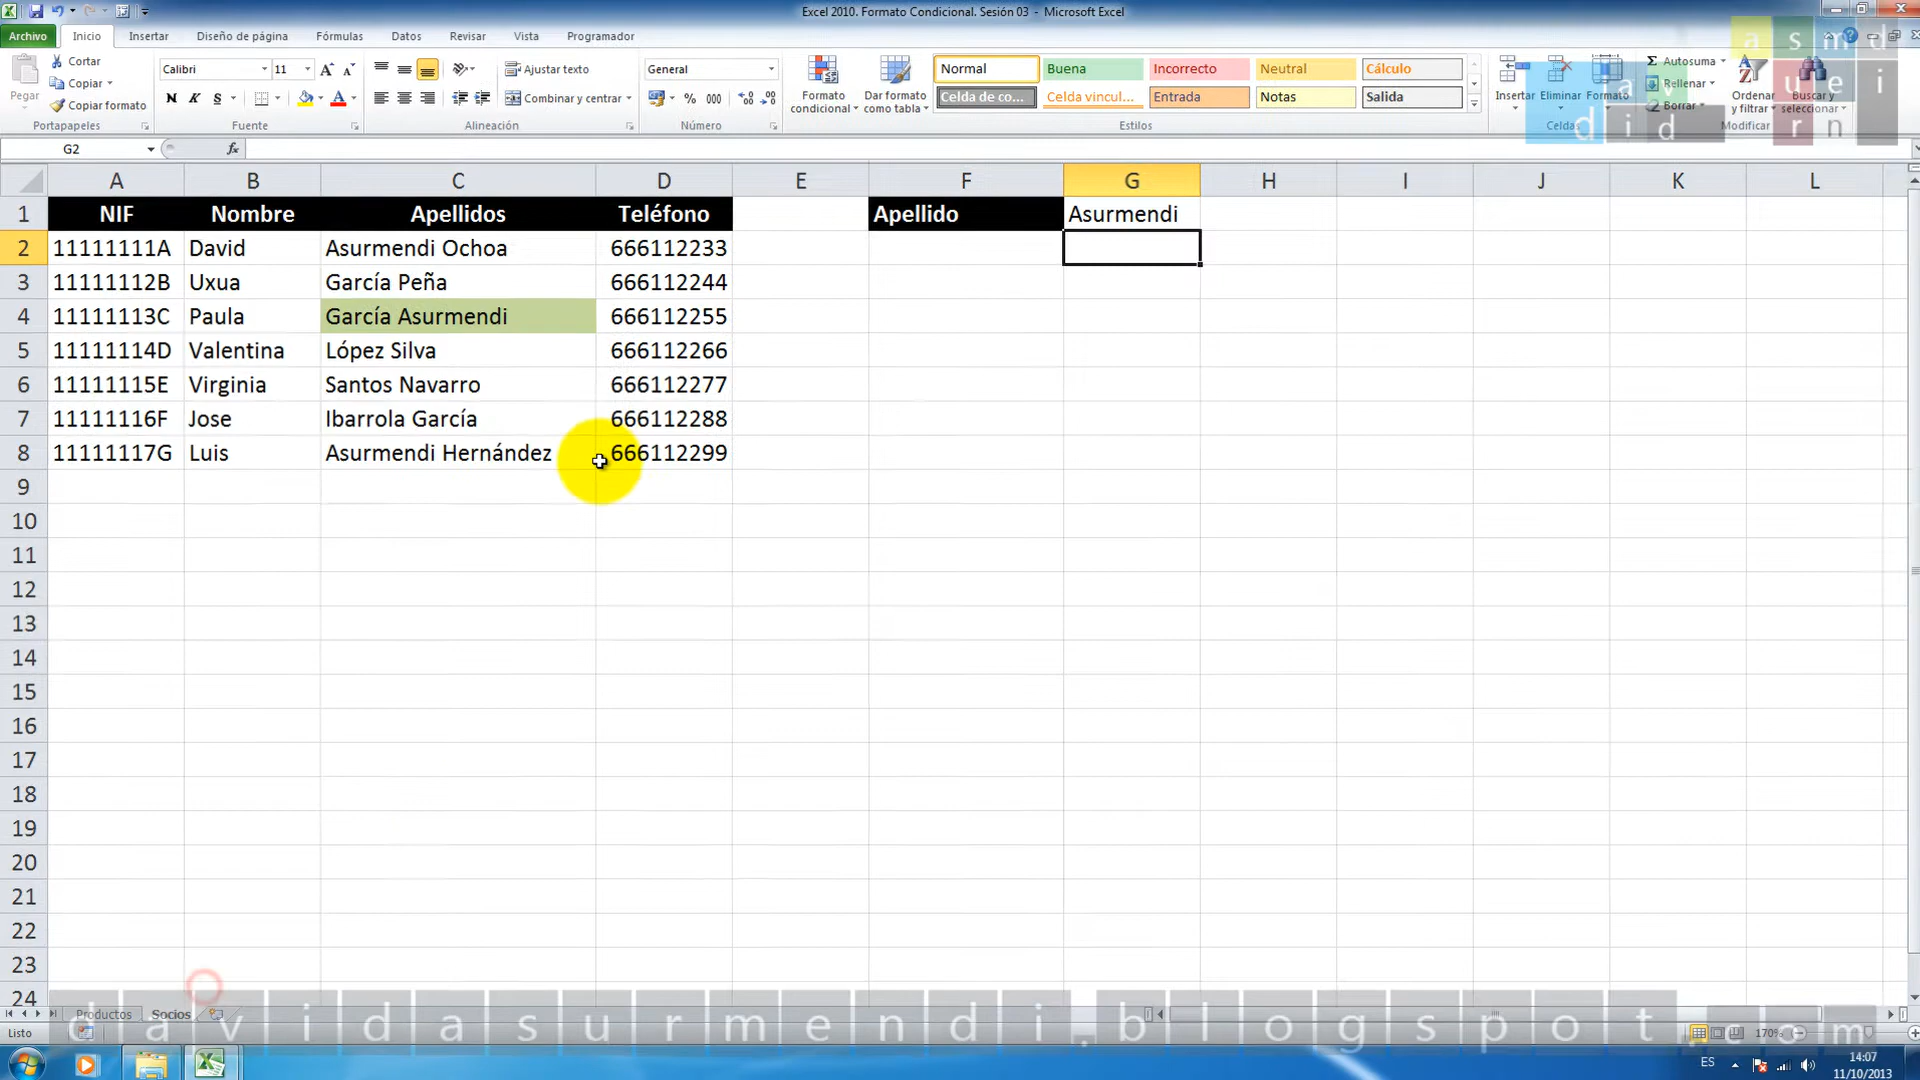 Excel 2010. Formato Condicional. Sesión 03 - Microsoft Excel
Archivo Inicio Insertar Diseño de página Fórmulas Datos Revisar Vista Programador
Pegar
Cortar
Copiar
Copiar formato
Portapapeles
Calibri 11
N K S
Fuente
Ajustar texto
Combinar y centrar
Alineación
General
% 000
Número
Formato condicional
Dar formato como tabla
Normal Buena Incorrecto Neutral Cálculo
Celda de co... Celda vincul... Entrada Notas Salida
Estilos
Insertar Eliminar Formato
Celdas
Autosuma
Rellenar
Borrar
Ordenar y filtrar
Buscar y seleccionar
Modificar
G2 fx
A B C D E F G H I J K L
1 NIF Nombre Apellidos Teléfono Apellido Asurmendi
2 11111111A David Asurmendi Ochoa 666112233
3 11111112B Uxua García Peña 666112244
4 11111113C Paula García Asurmendi 666112255
5 11111114D Valentina López Silva 666112266
6 11111115E Virginia Santos Navarro 666112277
7 11111116F Jose Ibarrola García 666112288
8 11111117G Luis Asurmendi Hernández 666112299
9
10
11
12
13
14
15
16
17
18
19
20
21
22
23
24
Productos Socios
davidasurmendi.blogspot.com
Listo 170%
ES 14:07
11/10/2013